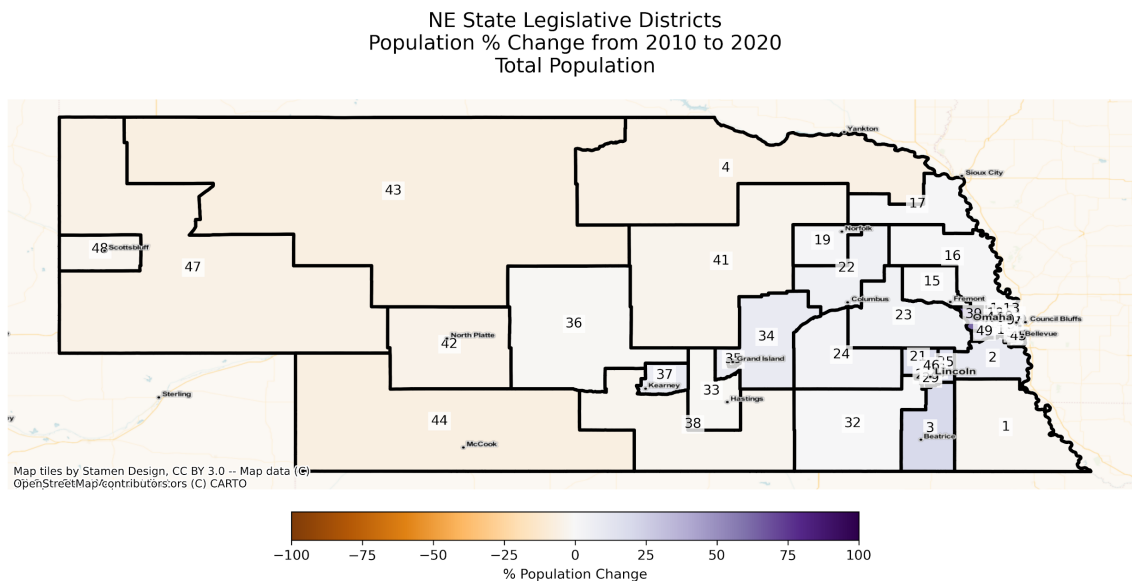 NE State Legislative Districts
Population % Change from 2010 to 2020
Total Population
Yankton
4
Sioux City
43
17
19
Norfolk
48
Scottsbluff
16
41
47
22
15
Columbus
Fremont
36
23
Omaha
Council Bluffs
49
Bellevue
34
North Platte
42
24
21
2
35
Grand Island
46
37
Lincoln
Kearney
29
33
Sterling
Hastings
44
38
32
3
1
Beatrice
McCook
Map tiles by Stamen Design, CC BY 3.0 -- Map data (C)
OpenStreetMap contributors (C) CARTO
−100
−75
−50
−25
0
25
50
75
100
% Population Change